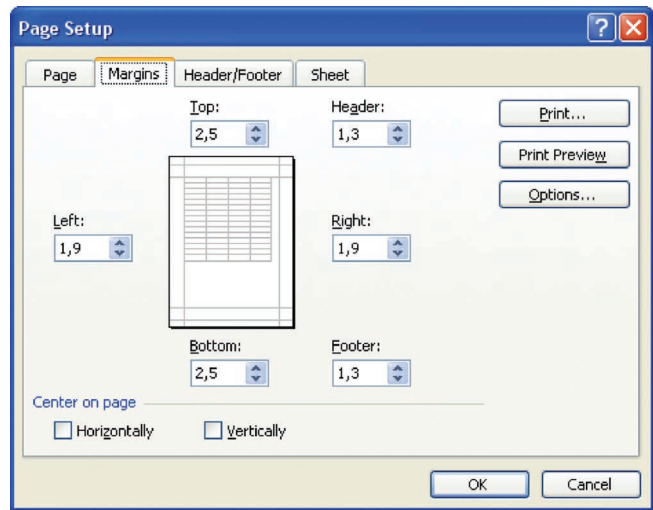 Page Setup
Page Margins Header/Footer Sheet
Top: Header:
2,5 1,3
Print...
Print Preview
Options...
Left: Right:
1,9 1,9
Bottom: Footer:
2,5 1,3
Center on page
Horizontally Vertically
OK Cancel